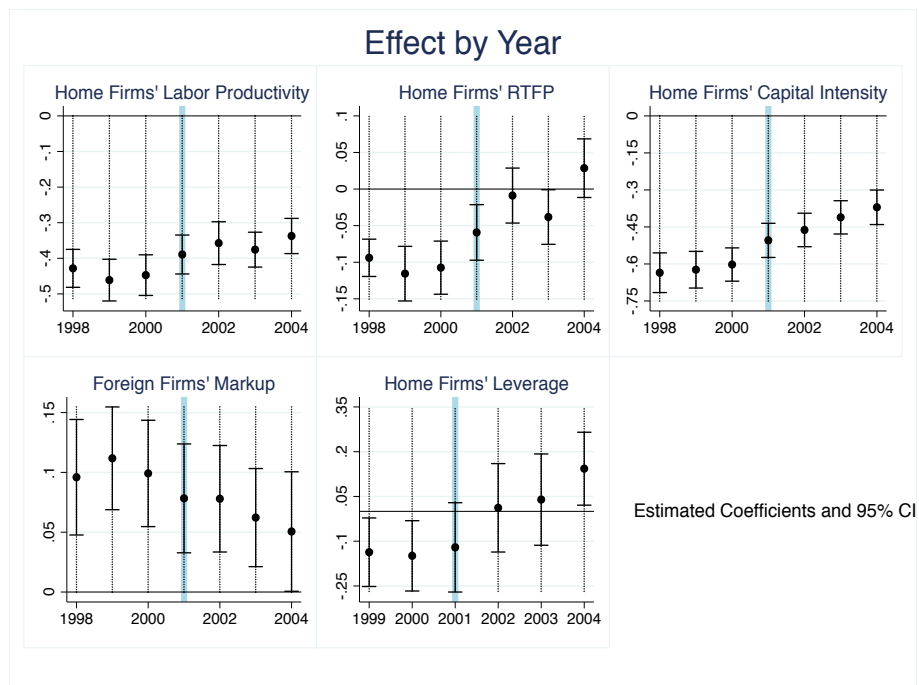 Effect by Year
Home Firms' Labor Productivity
0
-.1
-.2
-.3
-.4
-.5
1998 2000 2002 2004
Home Firms' RTFP
.1
.05
0
-.05
-.1
-.15
1998 2000 2002 2004
Home Firms' Capital Intensity
0
-.15
-.3
-.45
-.6
-.75
1998 2000 2002 2004
Foreign Firms' Markup
.15
.1
.05
0
1998 2000 2002 2004
Home Firms' Leverage
.35
.2
.05
-.1
-.25
1999 2000 2001 2002 2003 2004
Estimated Coefficients and 95% CI